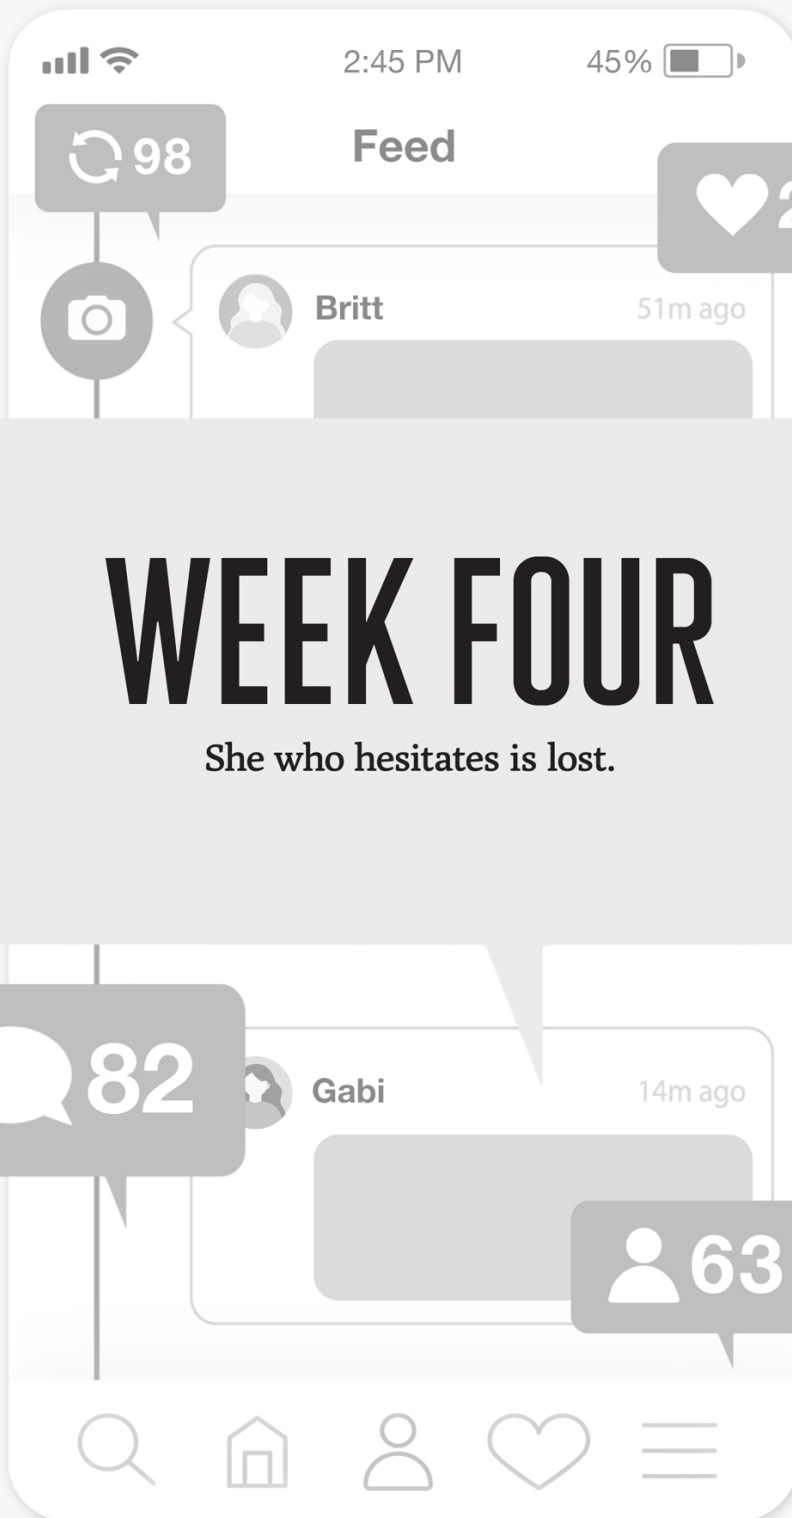 2:45 PM 45%
98 Feed
Britt 51m ago
WEEK FOUR
She who hesitates is lost.
82
Gabi 14m ago
63